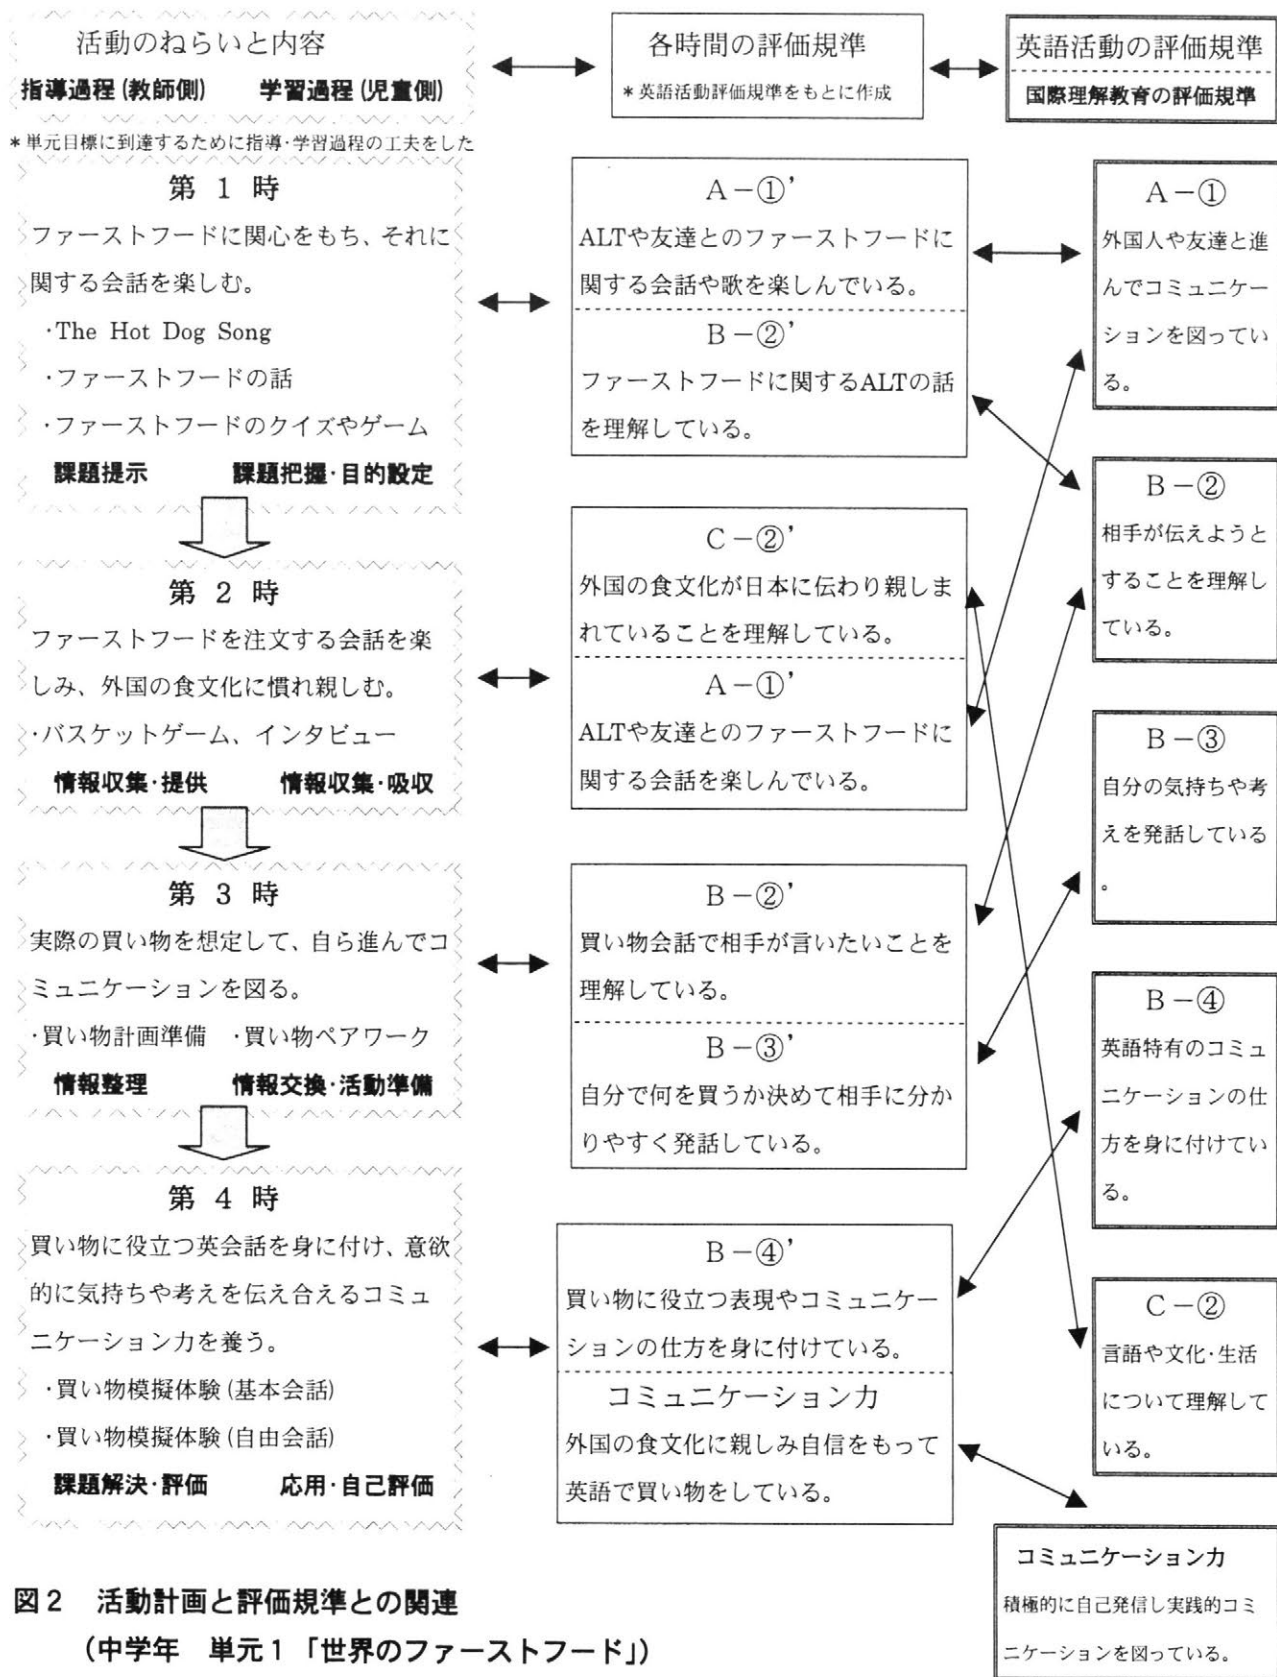 活動のねらいと内容
指導過程(教師側) 学習過程(児童側)
*単元目標に到達するために指導・学習過程の工夫をした
各時間の評価規準
*英語活動評価規準をもとに作成
英語活動の評価規準
国際理解教育の評価規準
第 1 時
ファーストフードに関心をもち、それに
関する会話を楽しむ。
・The Hot Dog Song
・ファーストフードの話
・ファーストフードのクイズやゲーム
課題提示 課題把握・目的設定
A-①'
ALTや友達とのファーストフードに
関する会話や歌を楽しんでいる。
B-②'
ファーストフードに関するALTの話
を理解している。
A-①
外国人や友達と進
んでコミュニケー
ションを図ってい
る。
第 2 時
ファーストフードを注文する会話を楽
しみ、外国の食文化に慣れ親しむ。
・バスケットゲーム、インタビュー
情報収集・提供 情報収集・吸収
C-②'
外国の食文化が日本に伝わり親しま
れていることを理解している。
A-①'
ALTや友達とのファーストフードに
関する会話を楽しんでいる。
B-②
相手が伝えようと
することを理解し
ている。
B-③
自分の気持ちや考
えを発話している
。
第 3 時
実際の買い物を想定して、自ら進んでコ
ミュニケーションを図る。
・買い物計画準備 ・買い物ペアワーク
情報整理 情報交換・活動準備
B-②'
買い物会話で相手が言いたいことを
理解している。
B-③'
自分で何を買うか決めて相手に分か
りやすく発話している。
B-④
英語特有のコミュ
ニケーションの仕
方を身に付けてい
る。
第 4 時
買い物に役立つ英会話を身に付け、意欲
的に気持ちや考えを伝え合えるコミュ
ニケーション力を養う。
・買い物模擬体験(基本会話)
・買い物模擬体験(自由会話)
課題解決・評価 応用・自己評価
B-④'
買い物に役立つ表現やコミュニケー
ションの仕方を身に付けている。
コミュニケーション力
外国の食文化に親しみ自信をもって
英語で買い物をしている。
C-②
言語や文化・生活
について理解して
いる。
コミュニケーション力
積極的に自己発信し実践的コミ
ュニケーションを図っている。
図2 活動計画と評価規準との関連
(中学年 単元1「世界のファーストフード」)